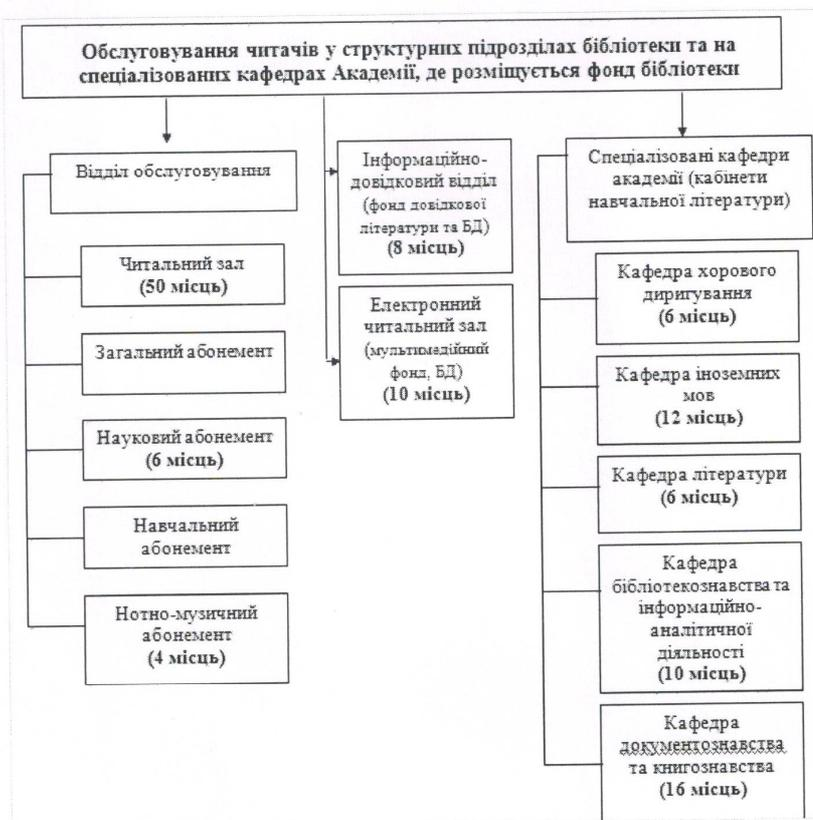 Обслуговування читачів у структурних підрозділах бібліотеки та на
спеціалізованих кафедрах Академії, де розміщується фонд бібліотеки
Відділ обслуговування
Читальний зал
(50 місць)
Загальний абонемент
Науковий абонемент
(6 місць)
Навчальний
абонемент
Нотно-музичний
абонемент
(4 місць)
Інформаційно-
довідковий відділ
(фонд довідкової
літератури та БД)
(8 місць)
Електронний
читальний зал
(мультимедійний
фонд, БД)
(10 місць)
Спеціалізовані кафедри
академії (кабінети
навчальної літератури)
Кафедра хорового
диригування
(6 місць)
Кафедра іноземних
мов
(12 місць)
Кафедра літератури
(6 місць)
Кафедра
бібліотекознавства та
інформаційно-
аналітичної
діяльності
(10 місць)
Кафедра
документознавства
та книгознавства
(16 місць)